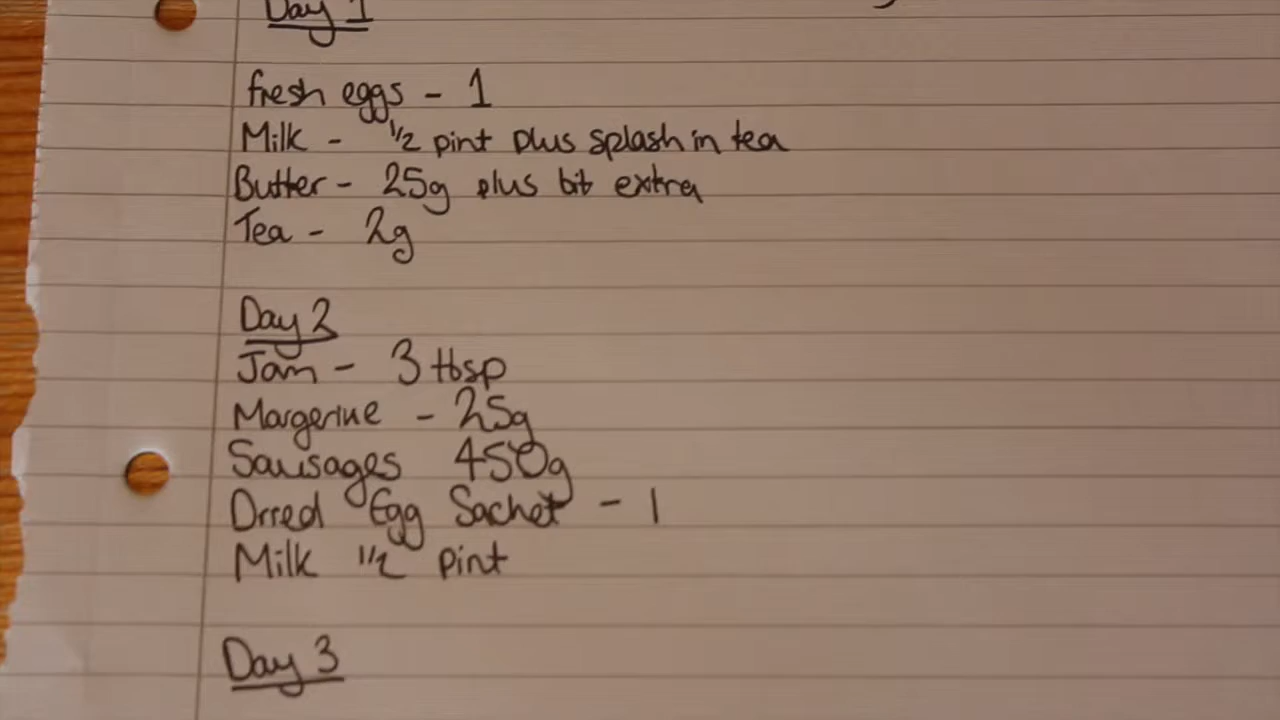 Day 1
fresh eggs - 1
Milk - 1/2 pint plus splash in tea
Butter - 25g plus bit extra
Tea - 2g
Day 2
Jam - 3 tbsp
Margerine - 25g
Sausages 450g
Drred Egg Sachet - 1
Milk 1/2 pint
Day 3